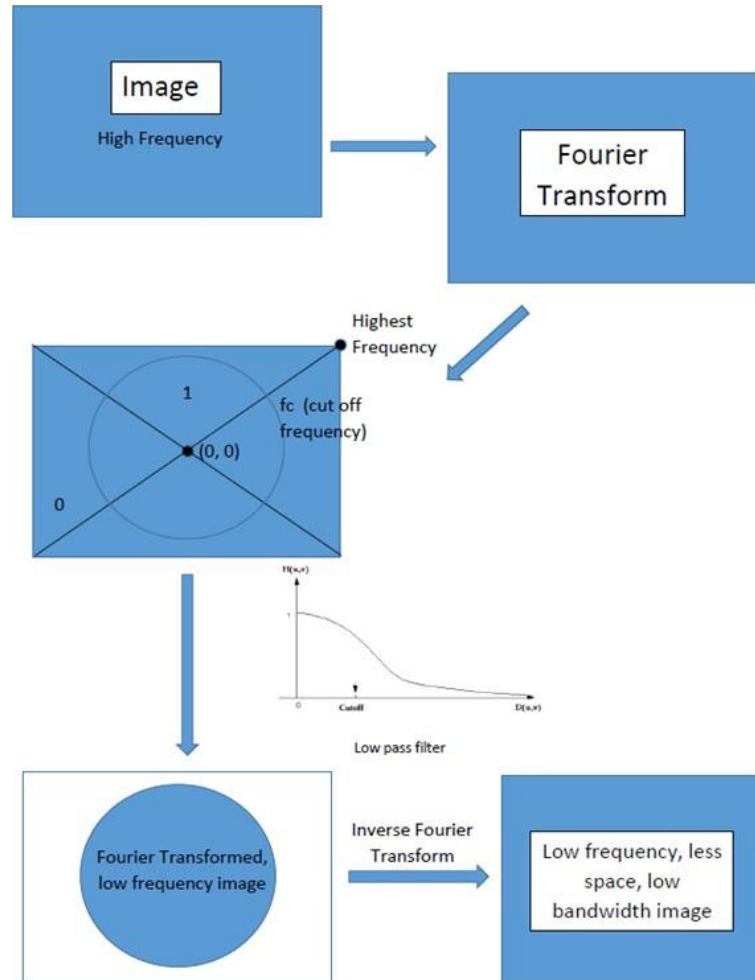 Image
High Frequency
Fourier
Transform
Highest
Frequency
1
fc (cut off
frequency)
(0, 0)
0
H(u,v)
1
0
Cutoff
D(u,v)
Low pass filter
Fourier Transformed,
low frequency image
Inverse Fourier
Transform
Low frequency, less
space, low
bandwidth image